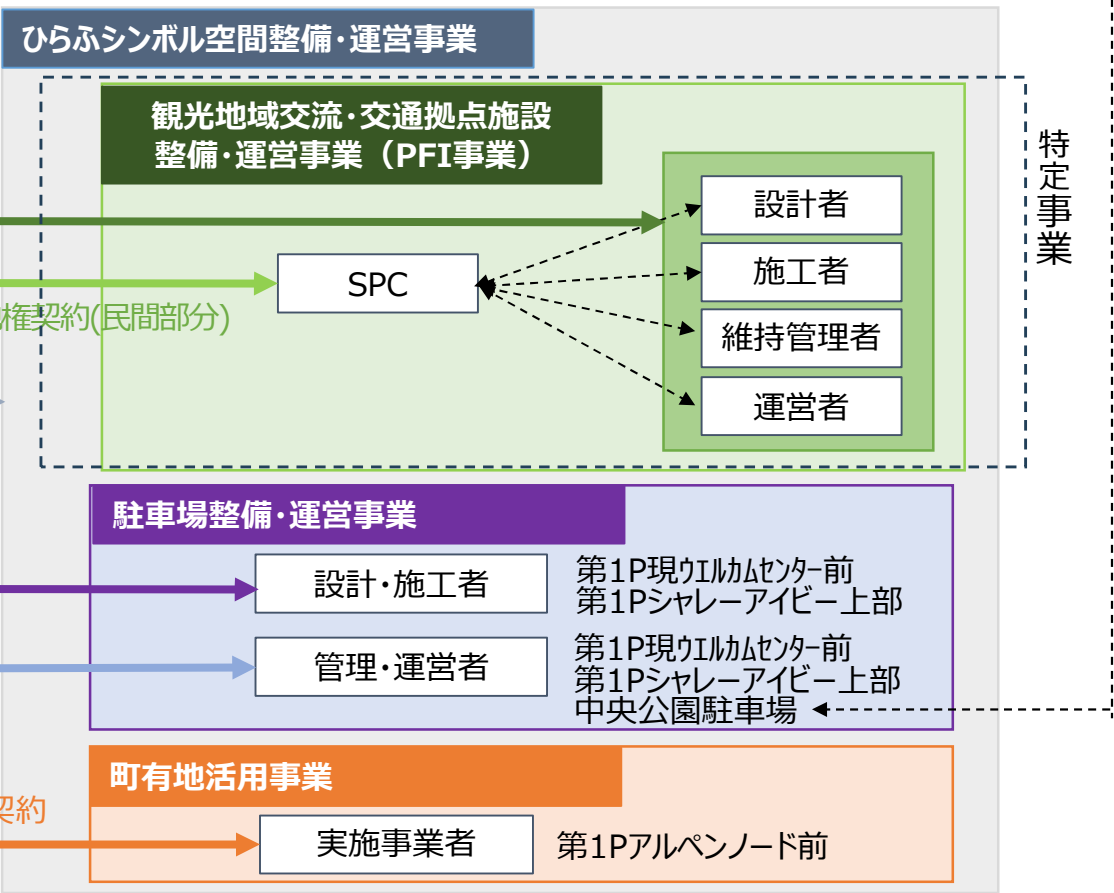 ひらふシンボル空間整備・運営事業
観光地域交流・交通拠点施設
整備・運営事業（PFI事業）
特定事業
設計者
SPC
施工者
権契約(民間部分)
維持管理者
運営者
駐車場整備・運営事業
設計・施工者
第1P現ｳｴﾙｶﾑｾﾝﾀｰ前
第1Pシャレーアイビー上部
管理・運営者
第1P現ｳｴﾙｶﾑｾﾝﾀｰ前
第1Pシャレーアイビー上部
中央公園駐車場
町有地活用事業
契約
実施事業者
第1Pアルペンノード前